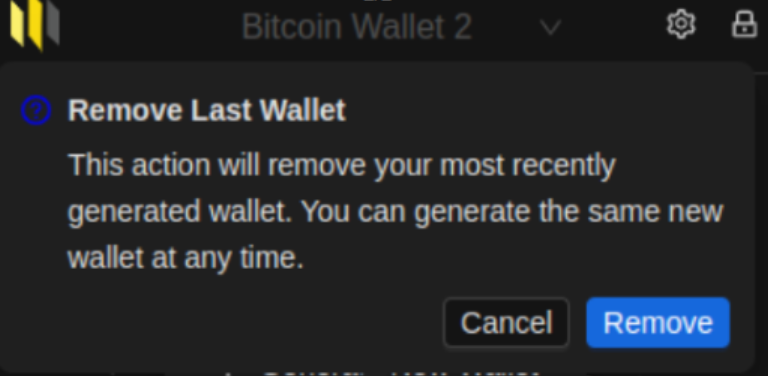 Bitcoin Wallet 2
Remove Last Wallet
This action will remove your most recently
generated wallet. You can generate the same new
wallet at any time.
Cancel
Remove